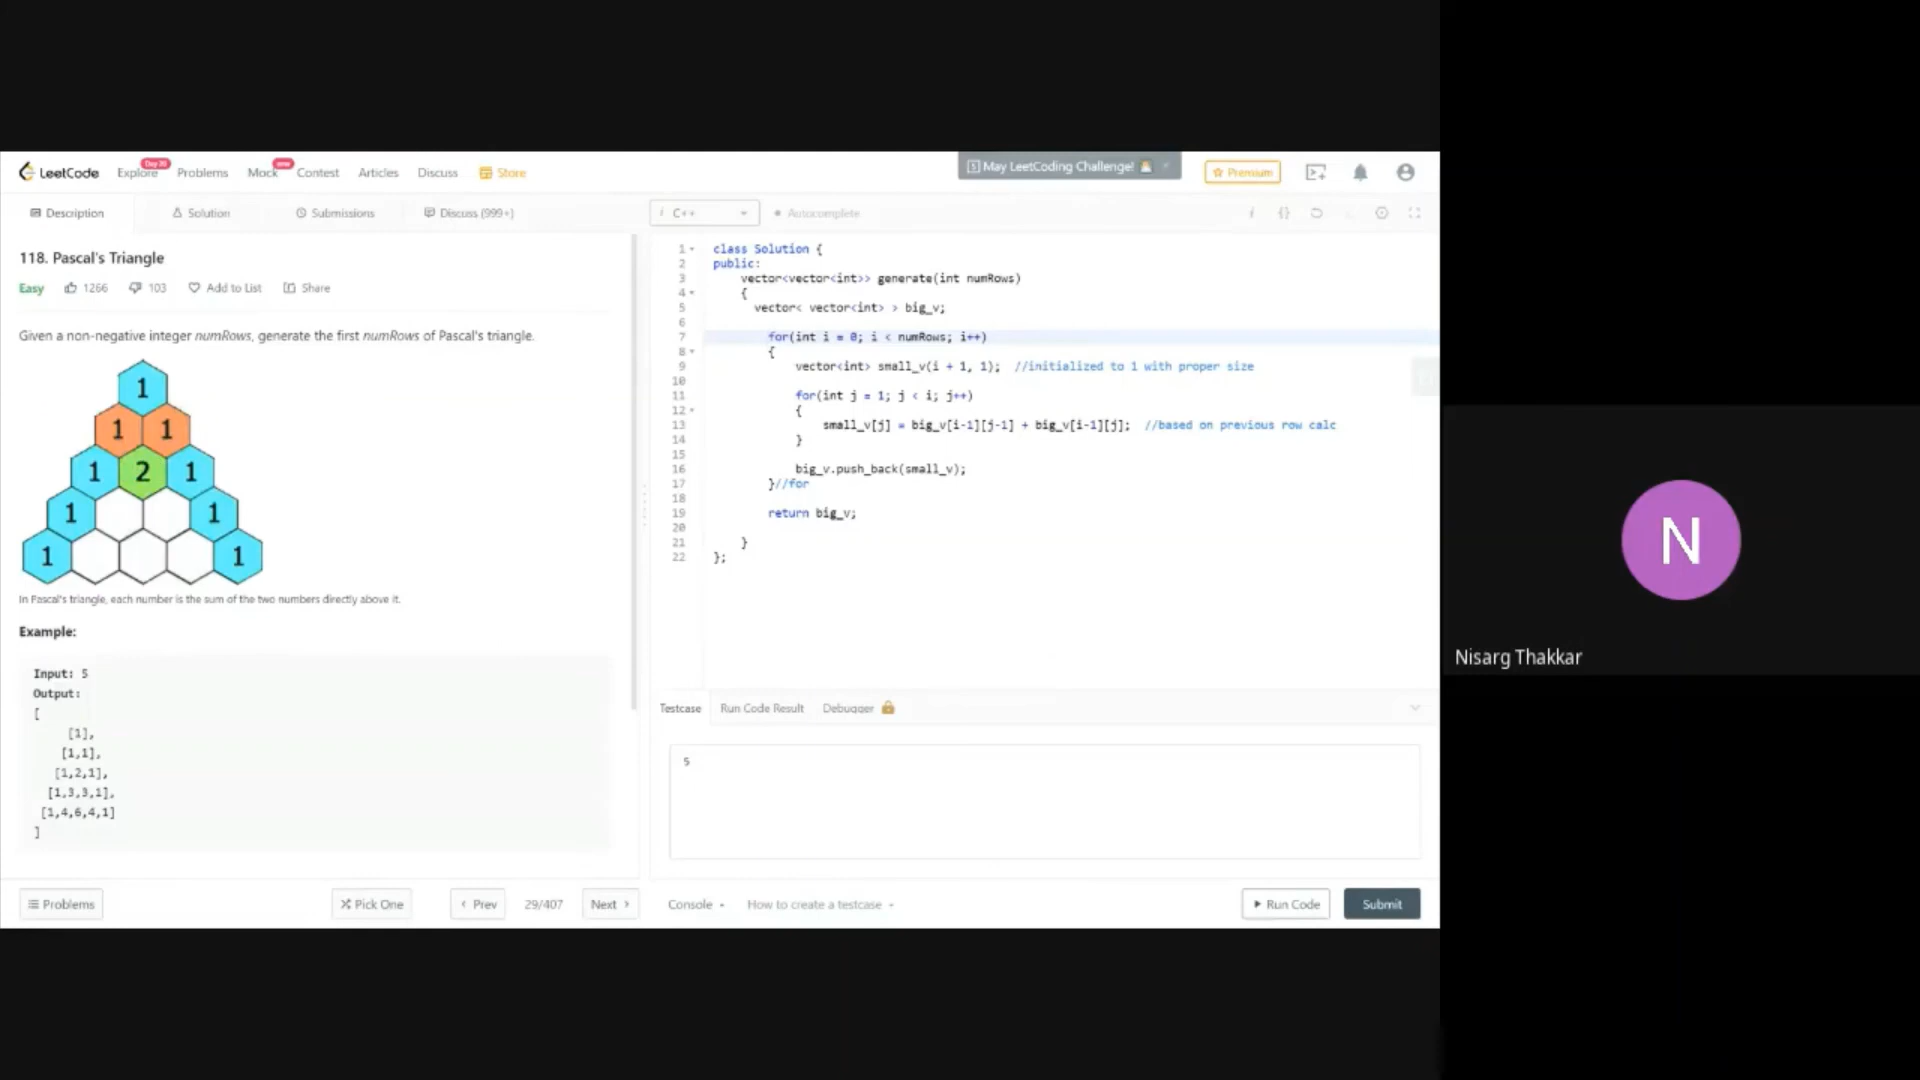 LeetCode
Explore
Day 20
Problems
Mock
new
Contest
Articles
Discuss
Store
May LeetCoding Challenge!
Premium
Description
Solution
Submissions
Discuss (999+)
i C++
Autocomplete
118. Pascal's Triangle
Easy 1266 103 Add to List Share
Given a non-negative integer numRows, generate the first numRows of Pascal's triangle.
1
1 1
1 2 1
1 1
1 1
In Pascal's triangle, each number is the sum of the two numbers directly above it.
Example:
Input: 5
Output:
[
[1],
[1,1],
[1,2,1],
[1,3,3,1],
[1,4,6,4,1]
]
Problems
Pick One
Prev
29/407
Next
1 class Solution {
2 public:
3 vector<vector<int>> generate(int numRows)
4 {
5 vector< vector<int> > big_v;
6
7 for(int i = 0; i < numRows; i++)
8 {
9 vector<int> small_v(i + 1, 1); //initialized to 1 with proper size
10
11 for(int j = 1; j < i; j++)
12 {
13 small_v[j] = big_v[i-1][j-1] + big_v[i-1][j]; //based on previous row calc
14 }
15
16 big_v.push_back(small_v);
17 }//for
18
19 return big_v;
20
21 }
22 };
Testcase
Run Code Result
Debugger
5
Console
How to create a testcase
Run Code
Submit
N
Nisarg Thakkar